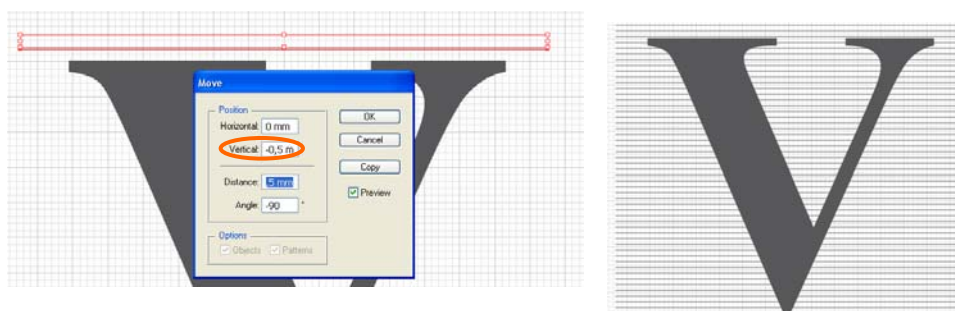 Move
Position
Horizontal: 0 mm
Vertical: -0,5 m
Distance: 5 mm
Angle: -90 °
Options
Objects Patterns
OK
Cancel
Copy
Preview
V